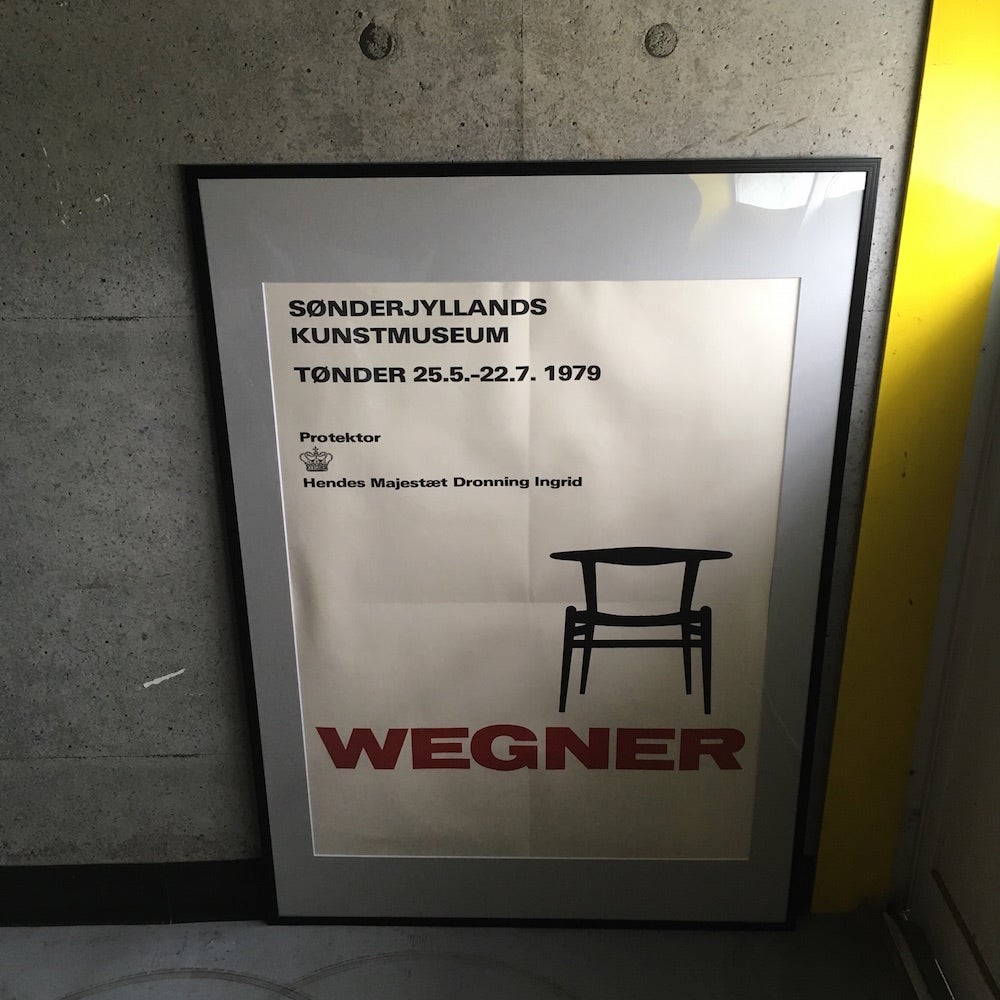 SØNDERJYLLANDS
KUNSTMUSEUM
TØNDER 25.5.-22.7. 1979
Protektor
Hendes Majestæt Dronning Ingrid
WEGNER